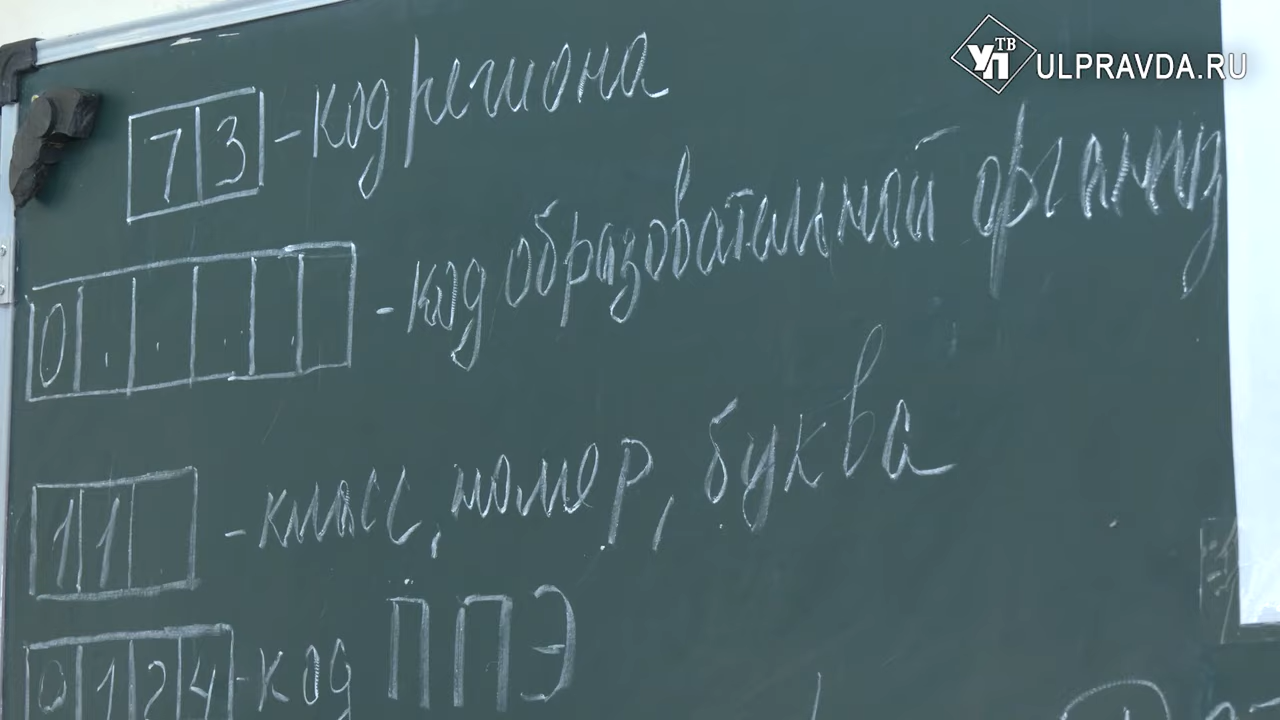 УП ТВ ULPRAVDA.RU
73 - код региона
0 - код образовательной организ
11 - класс, номер, буква
0124 - код ППЭ